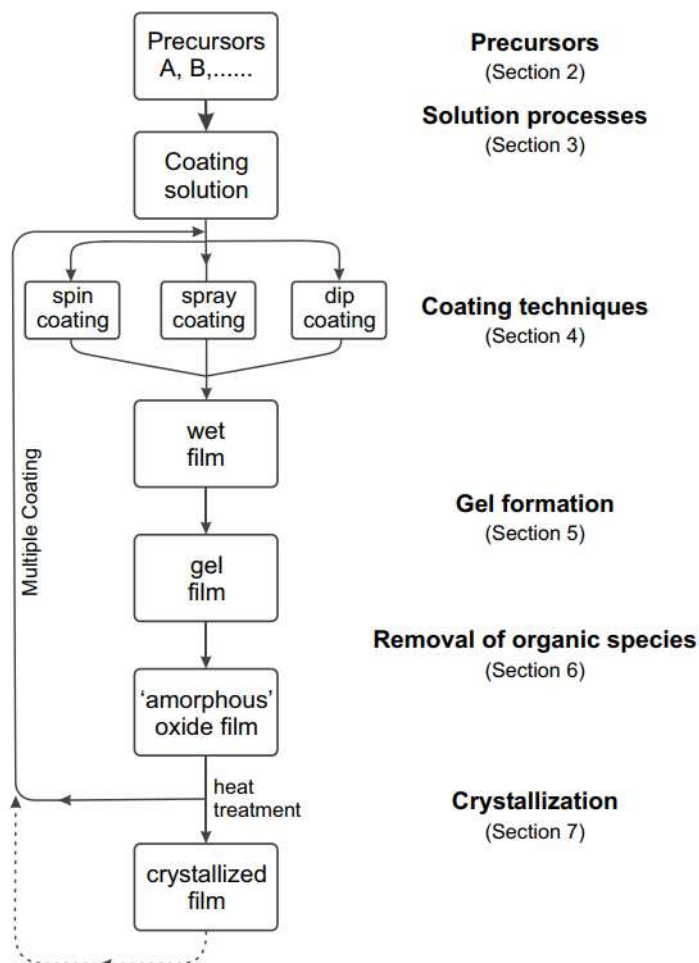 Precursors
A, B,......
Precursors
(Section 2)
Solution processes
(Section 3)
Coating
solution
spin
coating
spray
coating
dip
coating
Coating techniques
(Section 4)
wet
film
Multiple Coating
Gel formation
(Section 5)
gel
film
Removal of organic species
(Section 6)
‘amorphous’
oxide film
heat
treatment
Crystallization
(Section 7)
crystallized
film